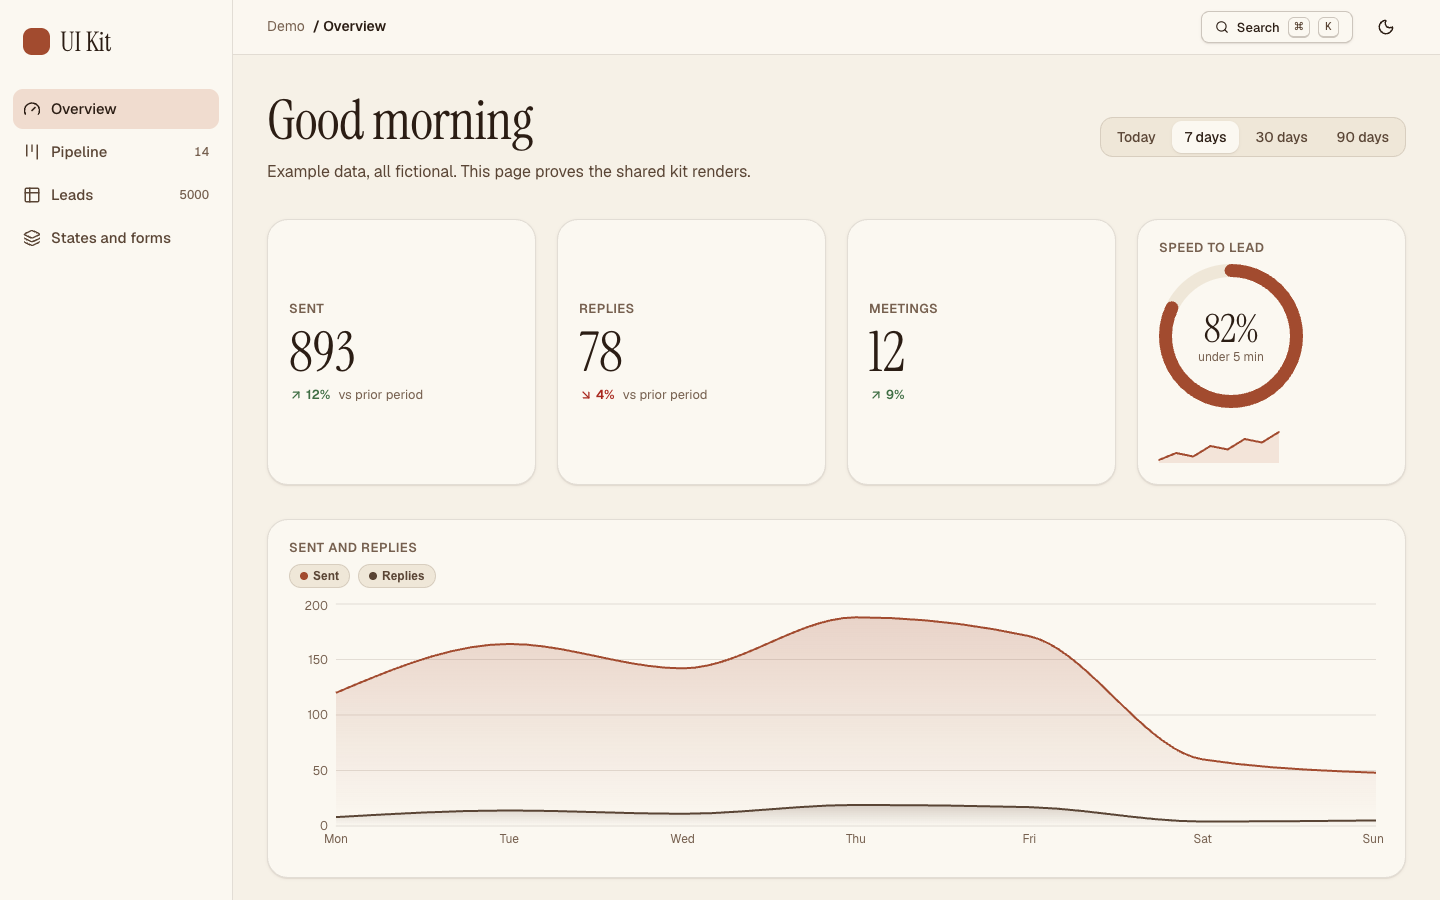 UI Kit
Overview
Pipeline 14
Leads 5000
States and forms
Demo / Overview
Search ⌘ K
Good morning
Example data, all fictional. This page proves the shared kit renders.
Today 7 days 30 days 90 days
SENT
893
12% vs prior period
REPLIES
78
4% vs prior period
MEETINGS
12
9%
SPEED TO LEAD
82%
under 5 min
SENT AND REPLIES
Sent Replies
200
150
100
50
0
Mon Tue Wed Thu Fri Sat Sun